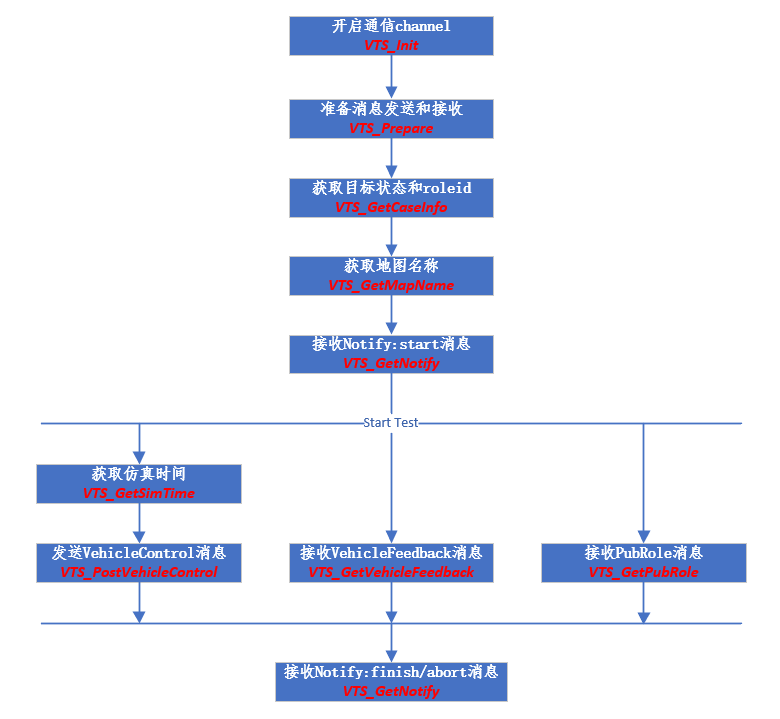 开启通信channel
VTS_Init
准备消息发送和接收
VTS_Prepare
获取目标状态和roleid
VTS_GetCaseInfo
获取地图名称
VTS_GetMapName
接收Notify:start消息
VTS_GetNotify
Start Test
获取仿真时间
VTS_GetSimTime
发送VehicleControl消息
VTS_PostVehicleControl
接收VehicleFeedback消息
VTS_GetVehicleFeedback
接收PubRole消息
VTS_GetPubRole
接收Notify:finish/abort消息
VTS_GetNotify